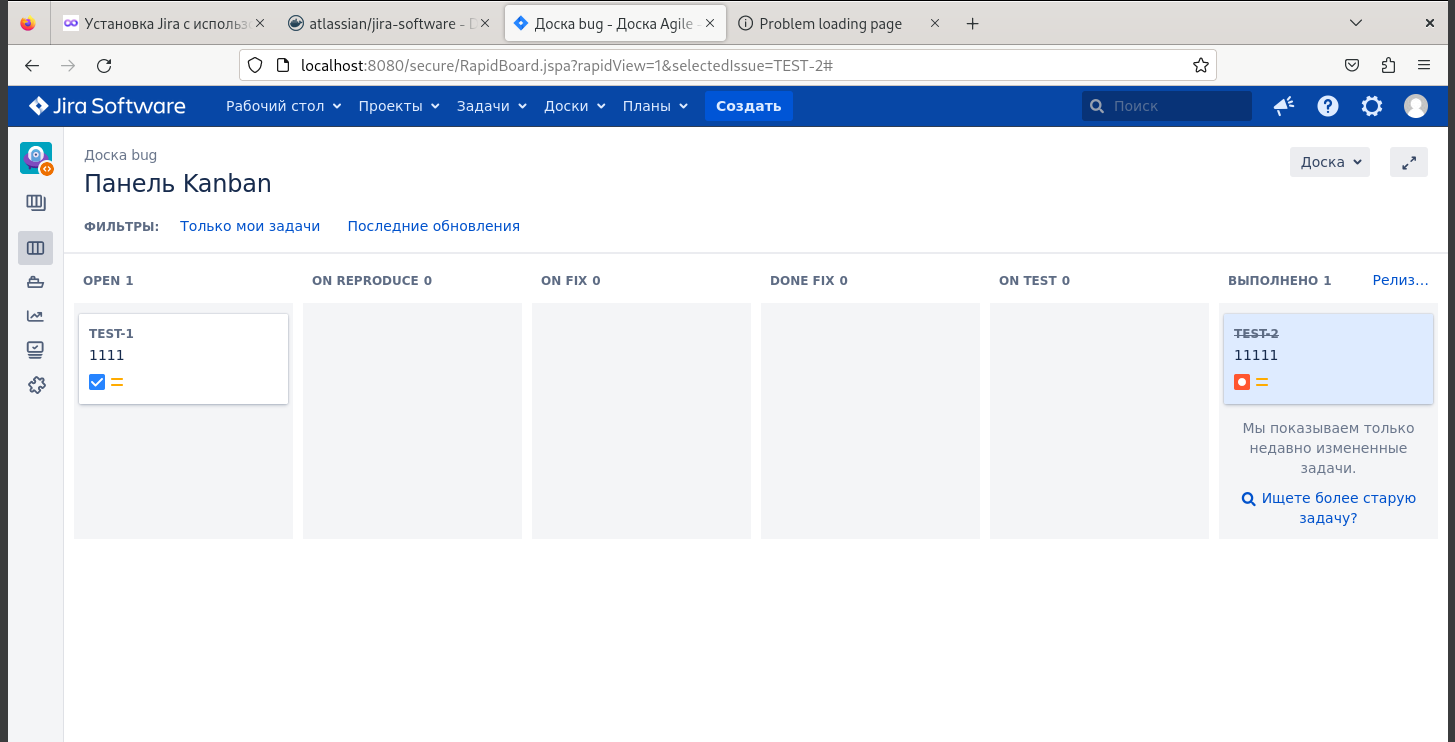 Установка Jira с использо
atlassian/jira-software - D
Доска bug - Доска Agile -
Problem loading page
localhost:8080/secure/RapidBoard.jspa?rapidView=1&selectedIssue=TEST-2#
Jira Software
Рабочий стол
Проекты
Задачи
Доски
Планы
Создать
Поиск
Доска bug
Панель Kanban
Доска
ФИЛЬТРЫ:
Только мои задачи
Последние обновления
OPEN 1
ON REPRODUCE 0
ON FIX 0
DONE FIX 0
ON TEST 0
ВЫПОЛНЕНО 1
Релиз...
TEST-1
1111
TEST-2
11111
Мы показываем только
недавно измененные
задачи.
Ищете более старую
задачу?